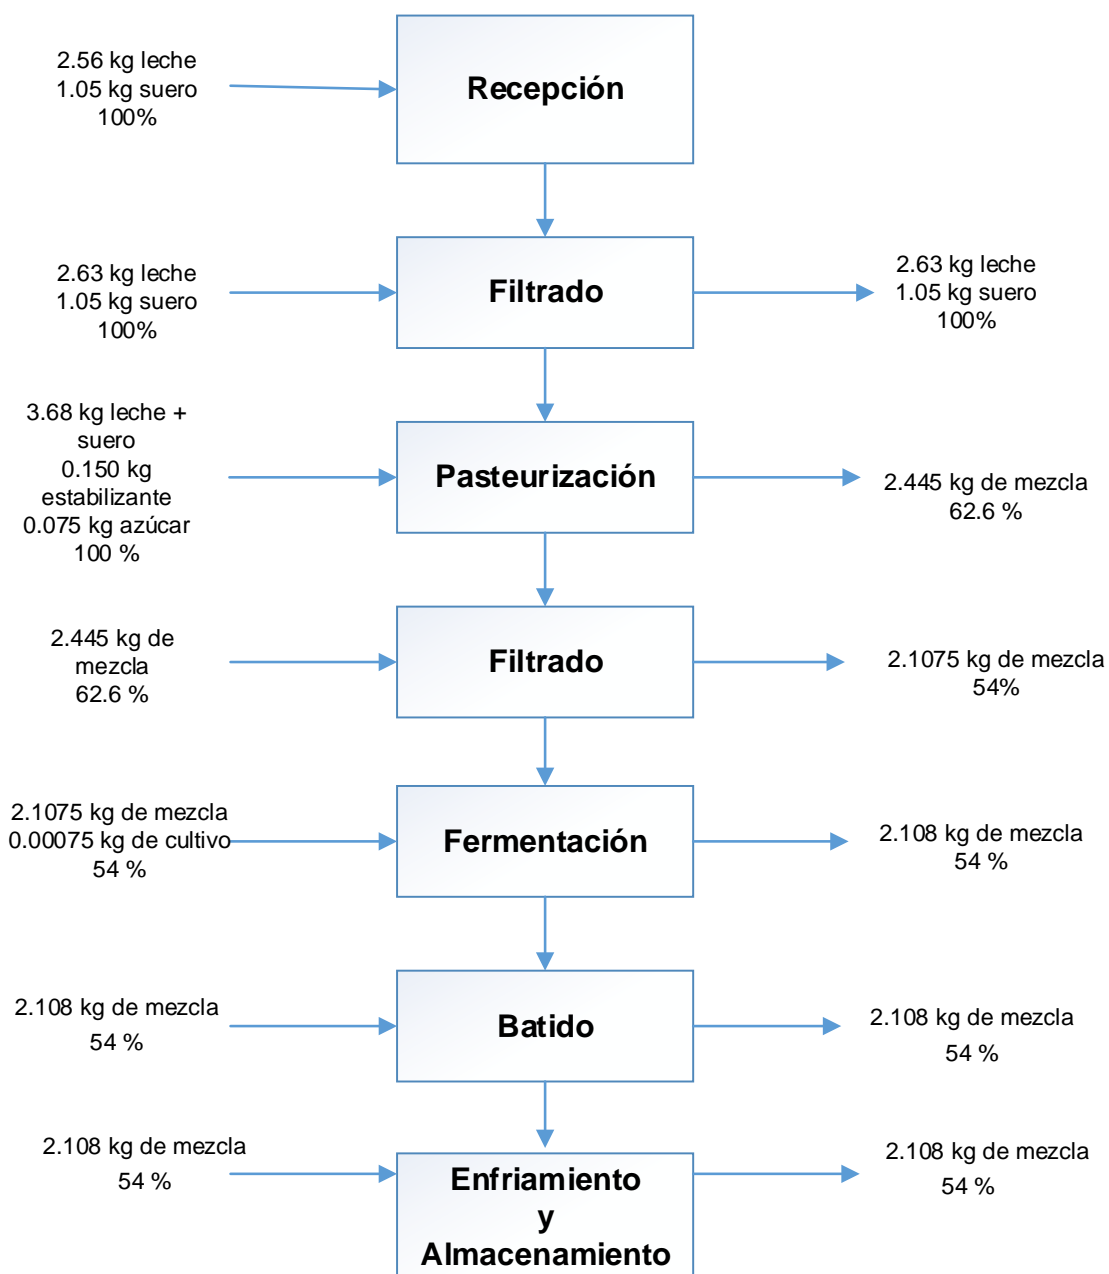 2.56 kg leche
1.05 kg suero
100%
Recepción
2.63 kg leche
1.05 kg suero
100%
Filtrado
2.63 kg leche
1.05 kg suero
100%
3.68 kg leche +
suero
0.150 kg
estabilizante
0.075 kg azúcar
100 %
Pasteurización
2.445 kg de mezcla
62.6 %
2.445 kg de
mezcla
62.6 %
Filtrado
2.1075 kg de mezcla
54%
2.1075 kg de mezcla
0.00075 kg de cultivo
54 %
Fermentación
2.108 kg de mezcla
54 %
2.108 kg de mezcla
54 %
Batido
2.108 kg de mezcla
54 %
2.108 kg de mezcla
54 %
Enfriamiento
y
Almacenamiento
2.108 kg de mezcla
54 %